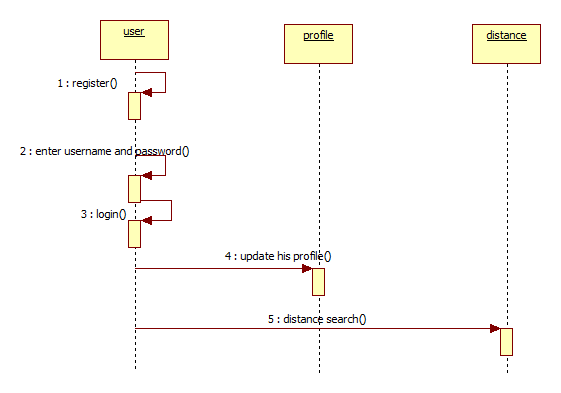 user
profile
distance
1 : register()
2 : enter username and password()
3 : login()
4 : update his profile()
5 : distance search()